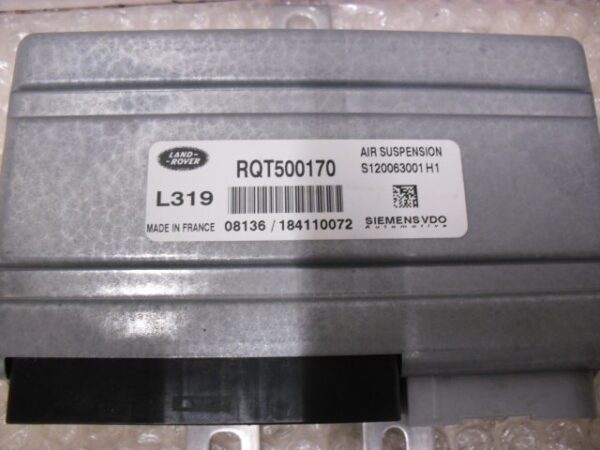 LAND-
-ROVER
RQT500170
AIR SUSPENSION
S120063001 H1
L319
MADE IN FRANCE 08136 / 184110072
SIEMENS VDO
Automotive